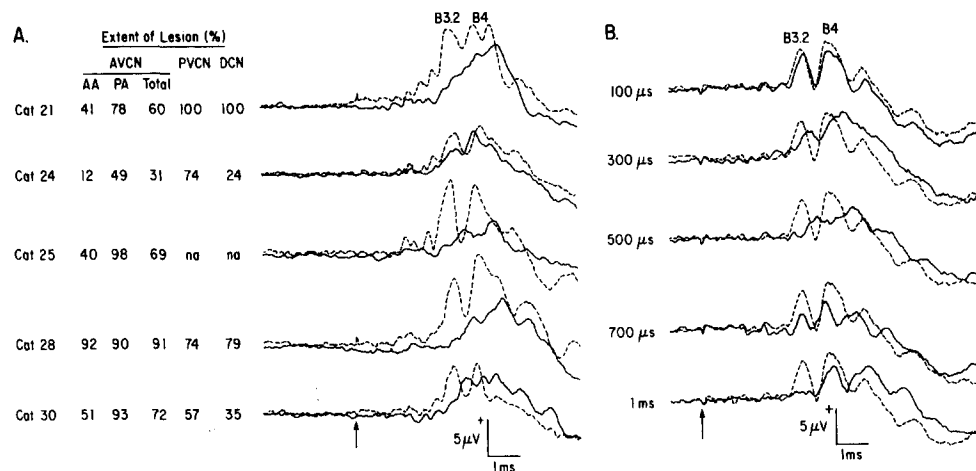 A.
Extent of Lesion (%)
AVCN PVCN DCN
AA PA Total
Cat 21 41 78 60 100 100
Cat 24 12 49 31 74 24
Cat 25 40 98 69 na na
Cat 28 92 90 91 74 79
Cat 30 51 93 72 57 35
B3.2 B4
+
5 μV
1ms
B.
B3.2 B4
100 μs
300 μs
500 μs
700 μs
1 ms
+
5 μV
1ms